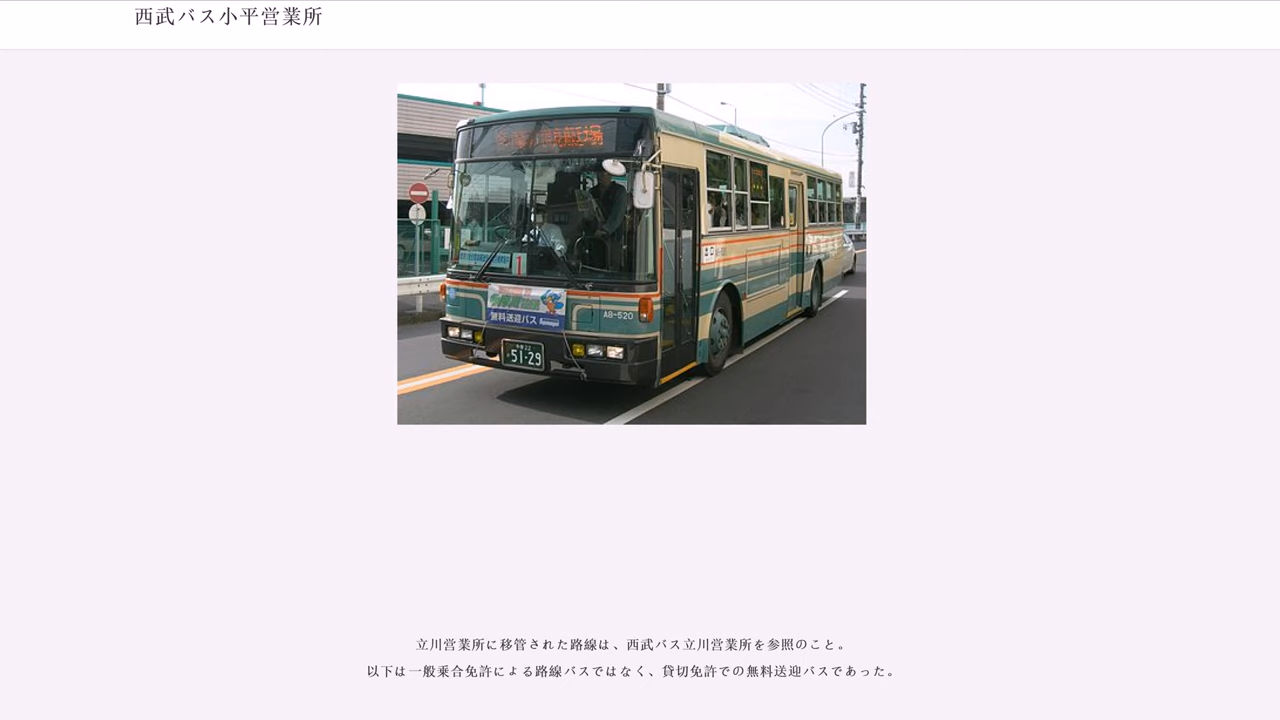 西武バス小平営業所
出口
1
A8-520
無料送迎バス
51-29
立川営業所に移管された路線は、西武バス立川営業所を参照のこと。
以下は一般乗合免許による路線バスではなく、貸切免許での無料送迎バスであった。